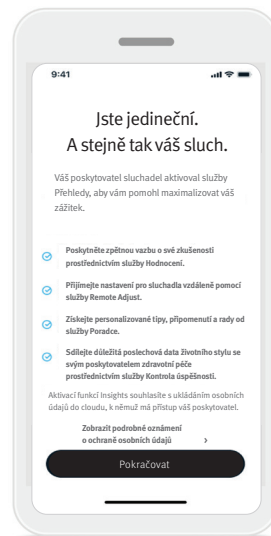 9:41
Jste jedineční.
A stejně tak váš sluch.
Váš poskytovatel sluchadel aktivoval služby
Přehledy, aby vám pomohl maximalizovat váš
zážitek.
Poskytněte zpětnou vazbu o své zkušenosti
prostřednictvím služby Hodnocení.
Přijímejte nastavení pro sluchadla vzdáleně pomocí
služby Remote Adjust.
Získejte personalizované tipy, připomenutí a rady od
služby Poradce.
Sdílejte důležitá poslechová data životního stylu se
svým poskytovatelem zdravotní péče
prostřednictvím služby Kontrola úspěšnosti.
Aktivací funkcí Insights souhlasíte s ukládáním osobních
údajů do cloudu, k němuž má přístup váš poskytovatel.
Zobrazit podrobné oznámení
o ochraně osobních údajů ›
Pokračovat